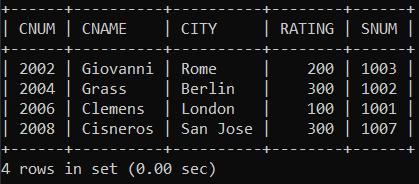 +------+----------+----------+--------+------+
| CNUM | CNAME    | CITY     | RATING | SNUM |
+------+----------+----------+--------+------+
| 2002 | Giovanni | Rome     |    200 | 1003 |
| 2004 | Grass    | Berlin   |    300 | 1002 |
| 2006 | Clemens  | London   |    100 | 1001 |
| 2008 | Cisneros | San Jose |    300 | 1007 |
+------+----------+----------+--------+------+
4 rows in set (0.00 sec)